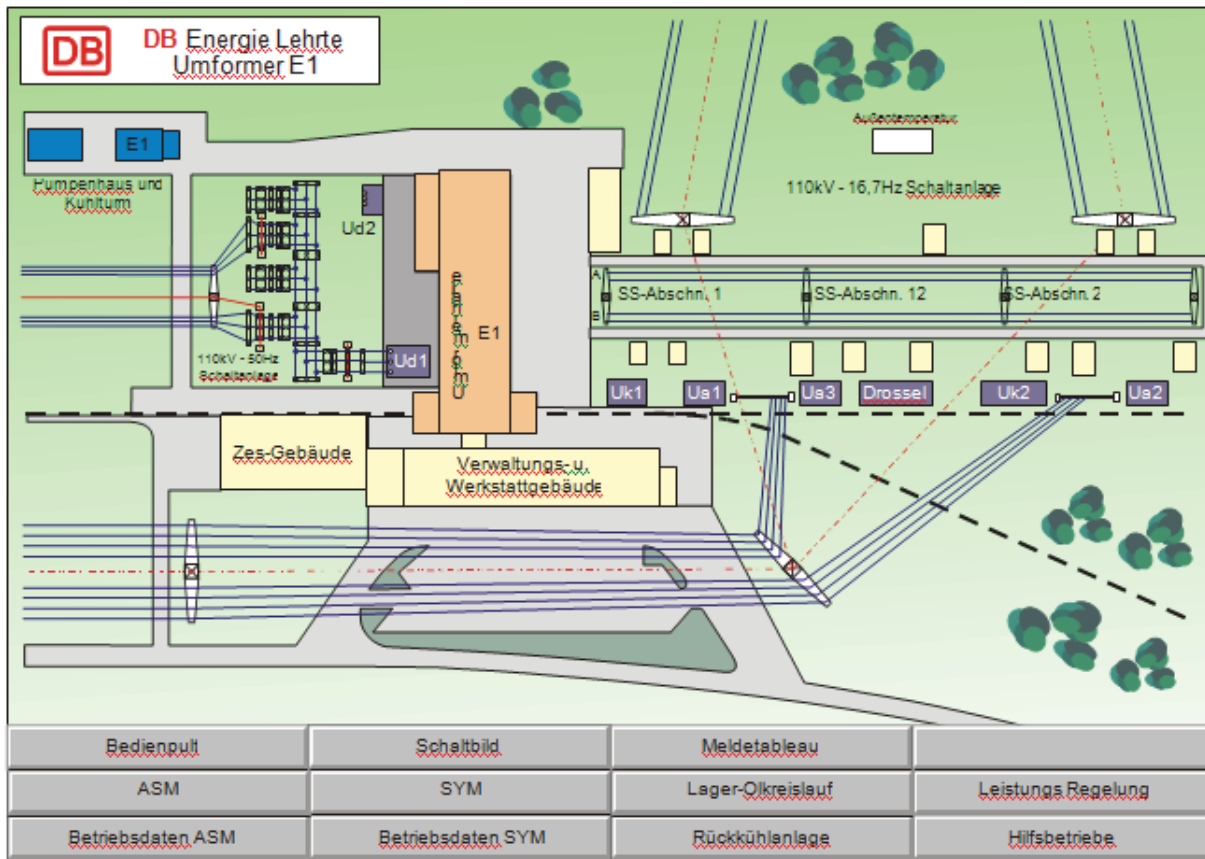 DB
DB Energie Lehrte
Umformer E1
E1
Pumpenhaus und
Kühlturm
Außentemperatur
110kV - 16,7Hz Schaltanlage
Ud2
A
B
SS-Abschn. 1
SS-Abschn. 12
SS-Abschn. 2
Umformerane
E1
110kV - 50Hz
Schaltanlage
Ud1
Uk1
Ua1
Ua3
Drossel
Uk2
Ua2
Zes-Gebäude
Verwaltungs- u.
Werkstattgebäude
Bedienpult
Schaltbild
Meldetableau
ASM
SYM
Lager-Ölkreislauf
Leistungs Regelung
Betriebsdaten ASM
Betriebsdaten SYM
Rückkühlanlage
Hilfsbetriebe